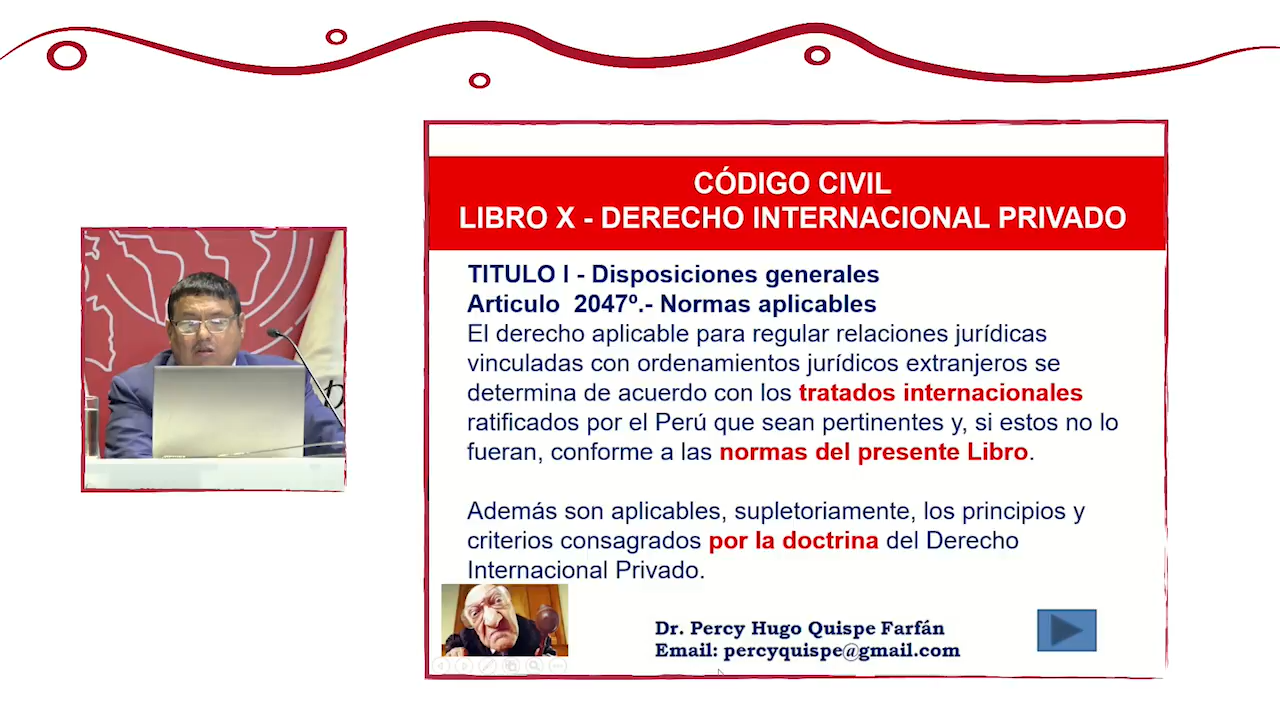 CÓDIGO CIVIL
LIBRO X - DERECHO INTERNACIONAL PRIVADO
TITULO I - Disposiciones generales
Articulo 2047º.- Normas aplicables
El derecho aplicable para regular relaciones jurídicas
vinculadas con ordenamientos jurídicos extranjeros se
determina de acuerdo con los tratados internacionales
ratificados por el Perú que sean pertinentes y, si estos no lo
fueran, conforme a las normas del presente Libro.
Además son aplicables, supletoriamente, los principios y
criterios consagrados por la doctrina del Derecho
Internacional Privado.
Dr. Percy Hugo Quispe Farfán
Email: percyquispe@gmail.com